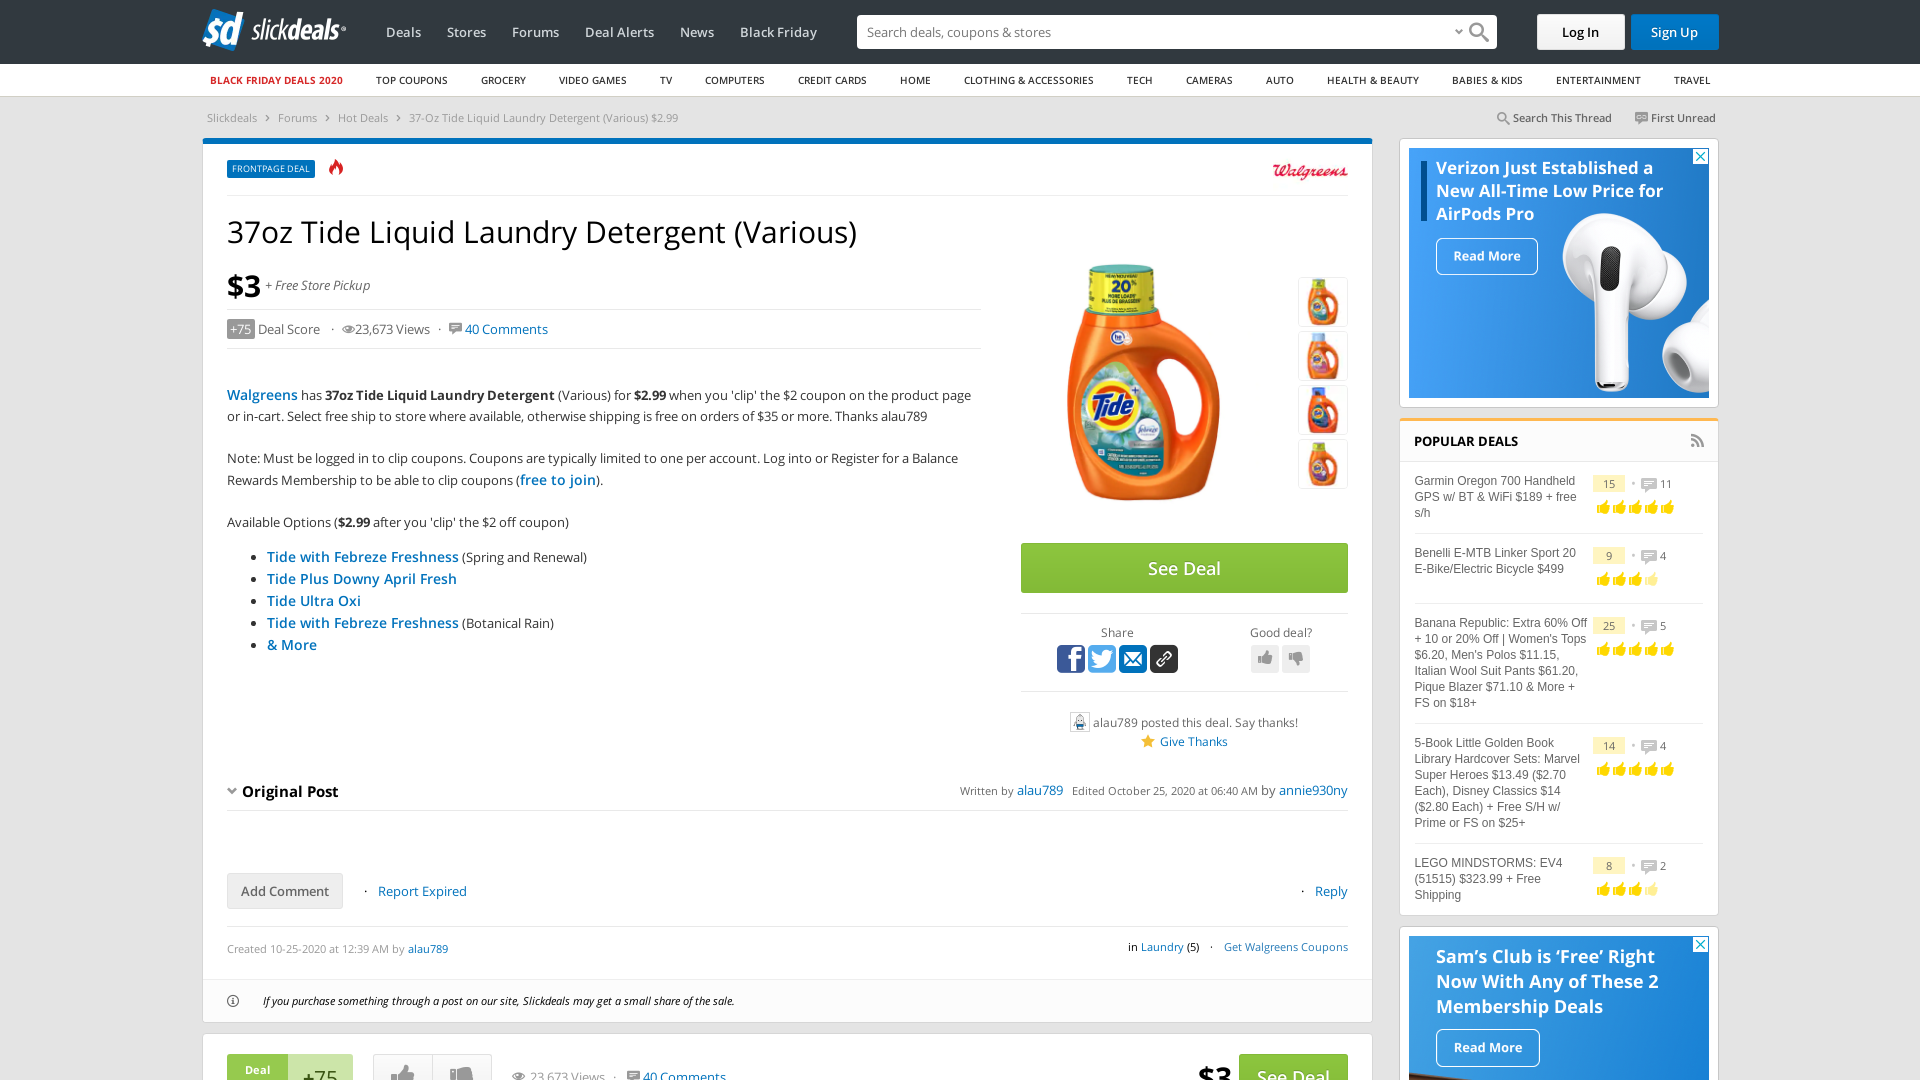 sd slickdeals
Deals
Stores
Forums
Deal Alerts
News
Black Friday
Search deals, coupons & stores
Log In
Sign Up
BLACK FRIDAY DEALS 2020
TOP COUPONS
GROCERY
VIDEO GAMES
TV
COMPUTERS
CREDIT CARDS
HOME
CLOTHING & ACCESSORIES
TECH
CAMERAS
AUTO
HEALTH & BEAUTY
BABIES & KIDS
ENTERTAINMENT
TRAVEL
Slickdeals › Forums › Hot Deals › 37-Oz Tide Liquid Laundry Detergent (Various) $2.99
Search This Thread
First Unread
FRONTPAGE DEAL
Walgreens
37oz Tide Liquid Laundry Detergent (Various)
$3 + Free Store Pickup
+75 Deal Score · 23,673 Views · 40 Comments
Walgreens has 37oz Tide Liquid Laundry Detergent (Various) for $2.99 when you 'clip' the $2 coupon on the product page
or in-cart. Select free ship to store where available, otherwise shipping is free on orders of $35 or more. Thanks alau789
Note: Must be logged in to clip coupons. Coupons are typically limited to one per account. Log into or Register for a Balance
Rewards Membership to be able to clip coupons (free to join).
Available Options ($2.99 after you 'clip' the $2 off coupon)
Tide with Febreze Freshness (Spring and Renewal)
Tide Plus Downy April Fresh
Tide Ultra Oxi
Tide with Febreze Freshness (Botanical Rain)
& More
20%
MORE LOADS
PLUS DE BRASSÉES
he
Tide
febreze
See Deal
Share
Good deal?
alau789 posted this deal. Say thanks!
Give Thanks
Original Post
Written by alau789 Edited October 25, 2020 at 06:40 AM by annie930ny
Add Comment
· Report Expired
· Reply
Created 10-25-2020 at 12:39 AM by alau789
in Laundry (5) · Get Walgreens Coupons
If you purchase something through a post on our site, Slickdeals may get a small share of the sale.
Deal
+75
23,673 Views · 40 Comments
$3
See Deal
Verizon Just Established a
New All-Time Low Price for
AirPods Pro
Read More
POPULAR DEALS
Garmin Oregon 700 Handheld
GPS w/ BT & WiFi $189 + free
s/h
15 • 11
Benelli E-MTB Linker Sport 20
E-Bike/Electric Bicycle $499
9 • 4
Banana Republic: Extra 60% Off
+ 10 or 20% Off | Women's Tops
$6.20, Men's Polos $11.15,
Italian Wool Suit Pants $61.20,
Pique Blazer $71.10 & More +
FS on $18+
25 • 5
5-Book Little Golden Book
Library Hardcover Sets: Marvel
Super Heroes $13.49 ($2.70
Each), Disney Classics $14
($2.80 Each) + Free S/H w/
Prime or FS on $25+
14 • 4
LEGO MINDSTORMS: EV4
(51515) $323.99 + Free
Shipping
8 • 2
Sam's Club is ‘Free’ Right
Now With Any of These 2
Membership Deals
Read More